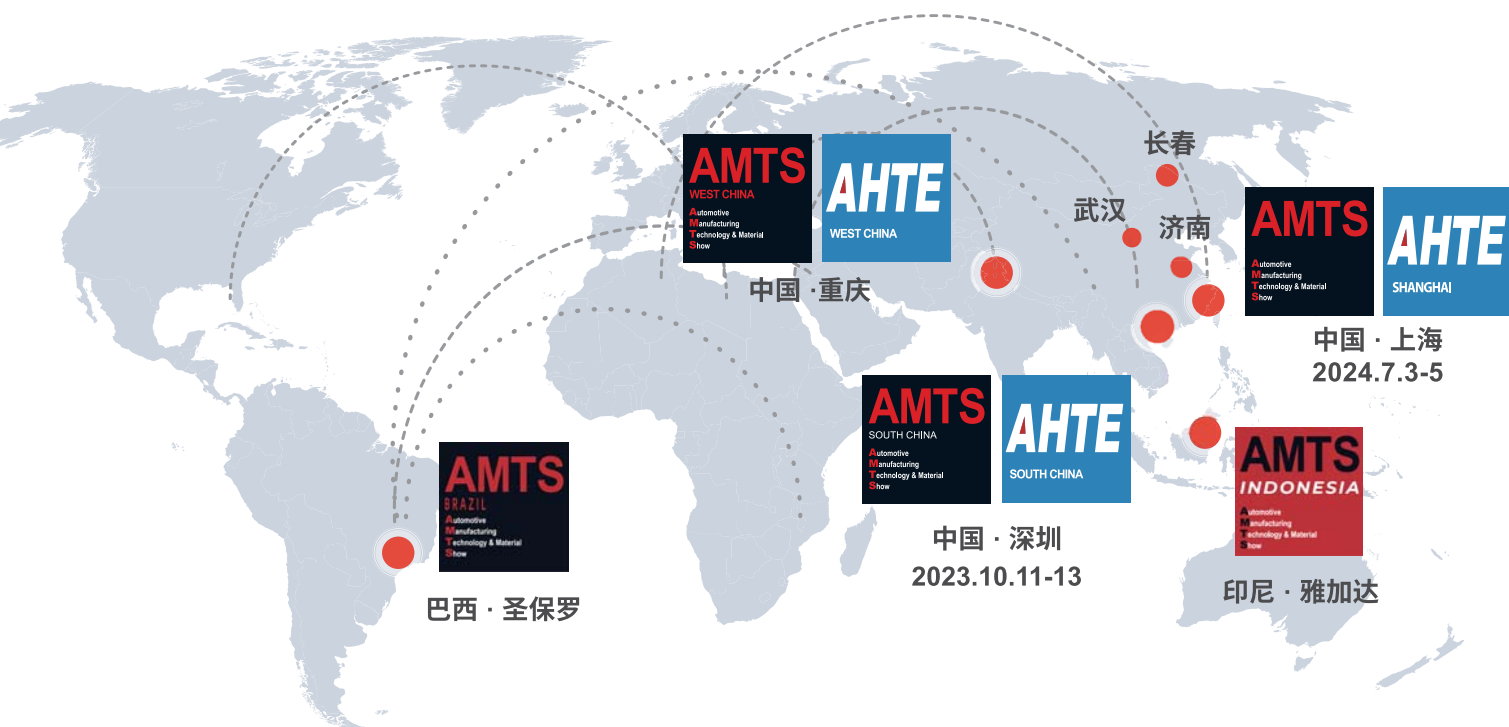 长春
武汉
济南
AMTS
WEST CHINA
Automotive
Manufacturing
Technology & Material
Show
AHTE
WEST CHINA
中国 · 重庆
AMTS
Automotive
Manufacturing
Technology & Material
Show
AHTE
SHANGHAI
中国 · 上海
2024.7.3-5
AMTS
SOUTH CHINA
Automotive
Manufacturing
Technology & Material
Show
AHTE
SOUTH CHINA
中国 · 深圳
2023.10.11-13
AMTS
BRAZIL
Automotive
Manufacturing
Technology & Material
Show
巴西 · 圣保罗
AMTS
INDONESIA
Automotive
Manufacturing
Technology & Material
Show
印尼 · 雅加达